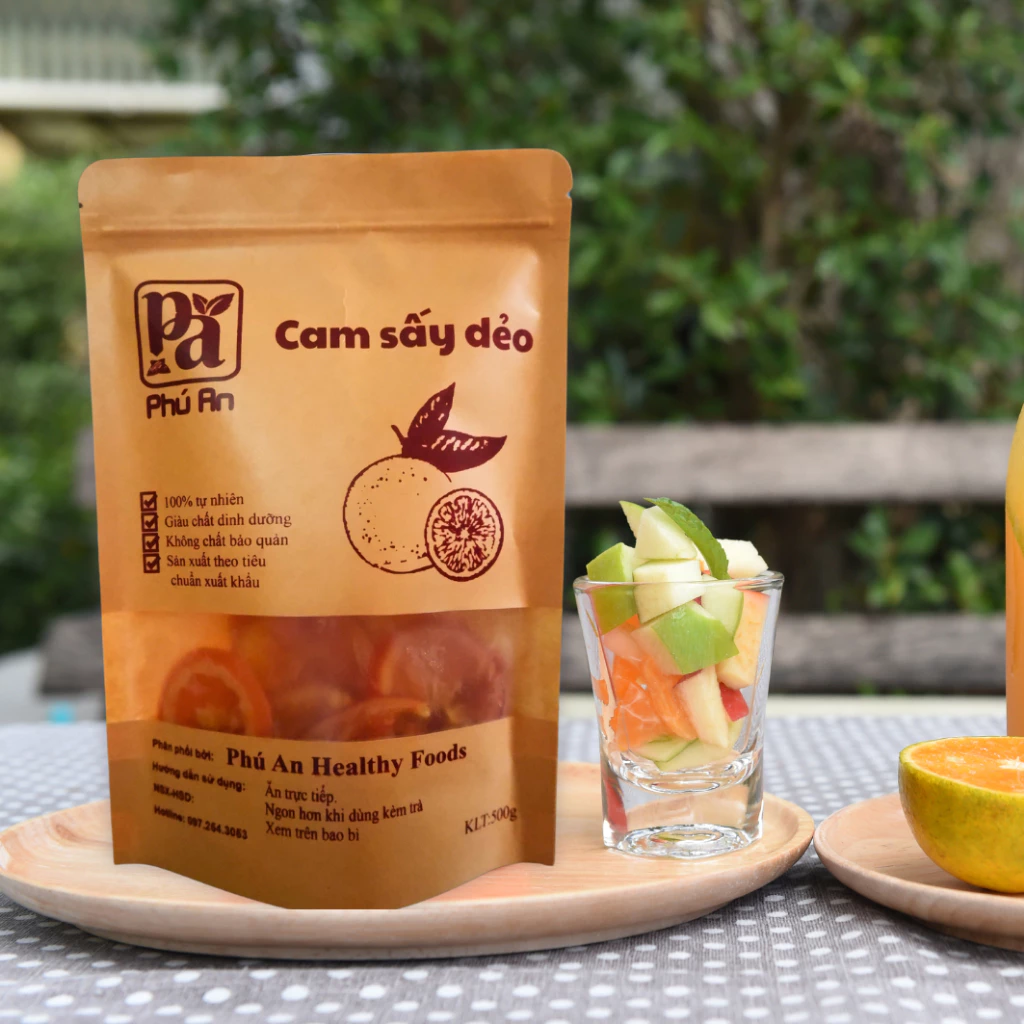 Pa
Phú An
Cam sấy dẻo
100% tự nhiên
Giàu chất dinh dưỡng
Không chất bảo quản
Sản xuất theo tiêu
chuẩn xuất khẩu
Phân phối bởi: Phú An Healthy Foods
Hướng dẫn sử dụng: Ăn trực tiếp.
Ngon hơn khi dùng kèm trà
NSX-HSD: Xem trên bao bì
Hotline: 097.264.3063
KLT:500g